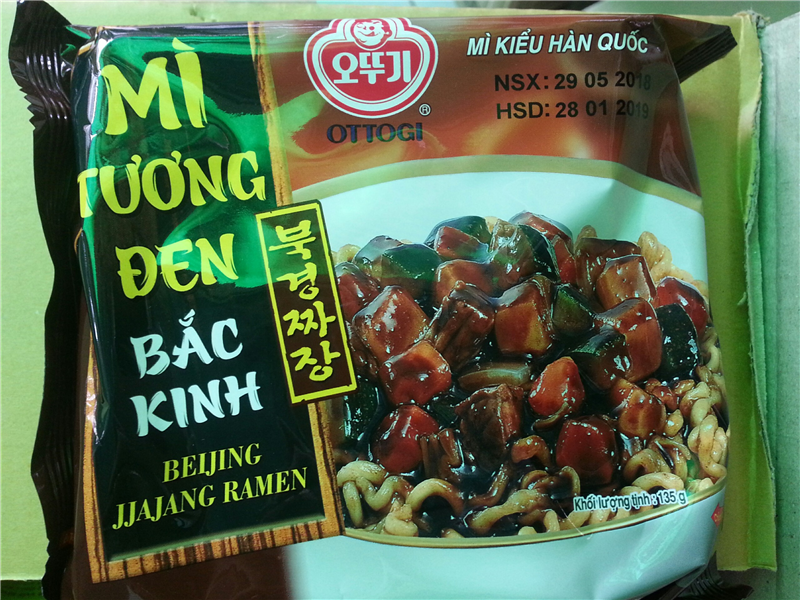 MÌ
TƯƠNG
ĐEN
BẮC
KINH
BEIJING
JJAJANG RAMEN
북경짜장
오뚜기
®
OTTOGI
MÌ KIỂU HÀN QUỐC
NSX: 29 05 2018
HSD: 28 01 2019
Khối lượng tịnh : 135 g